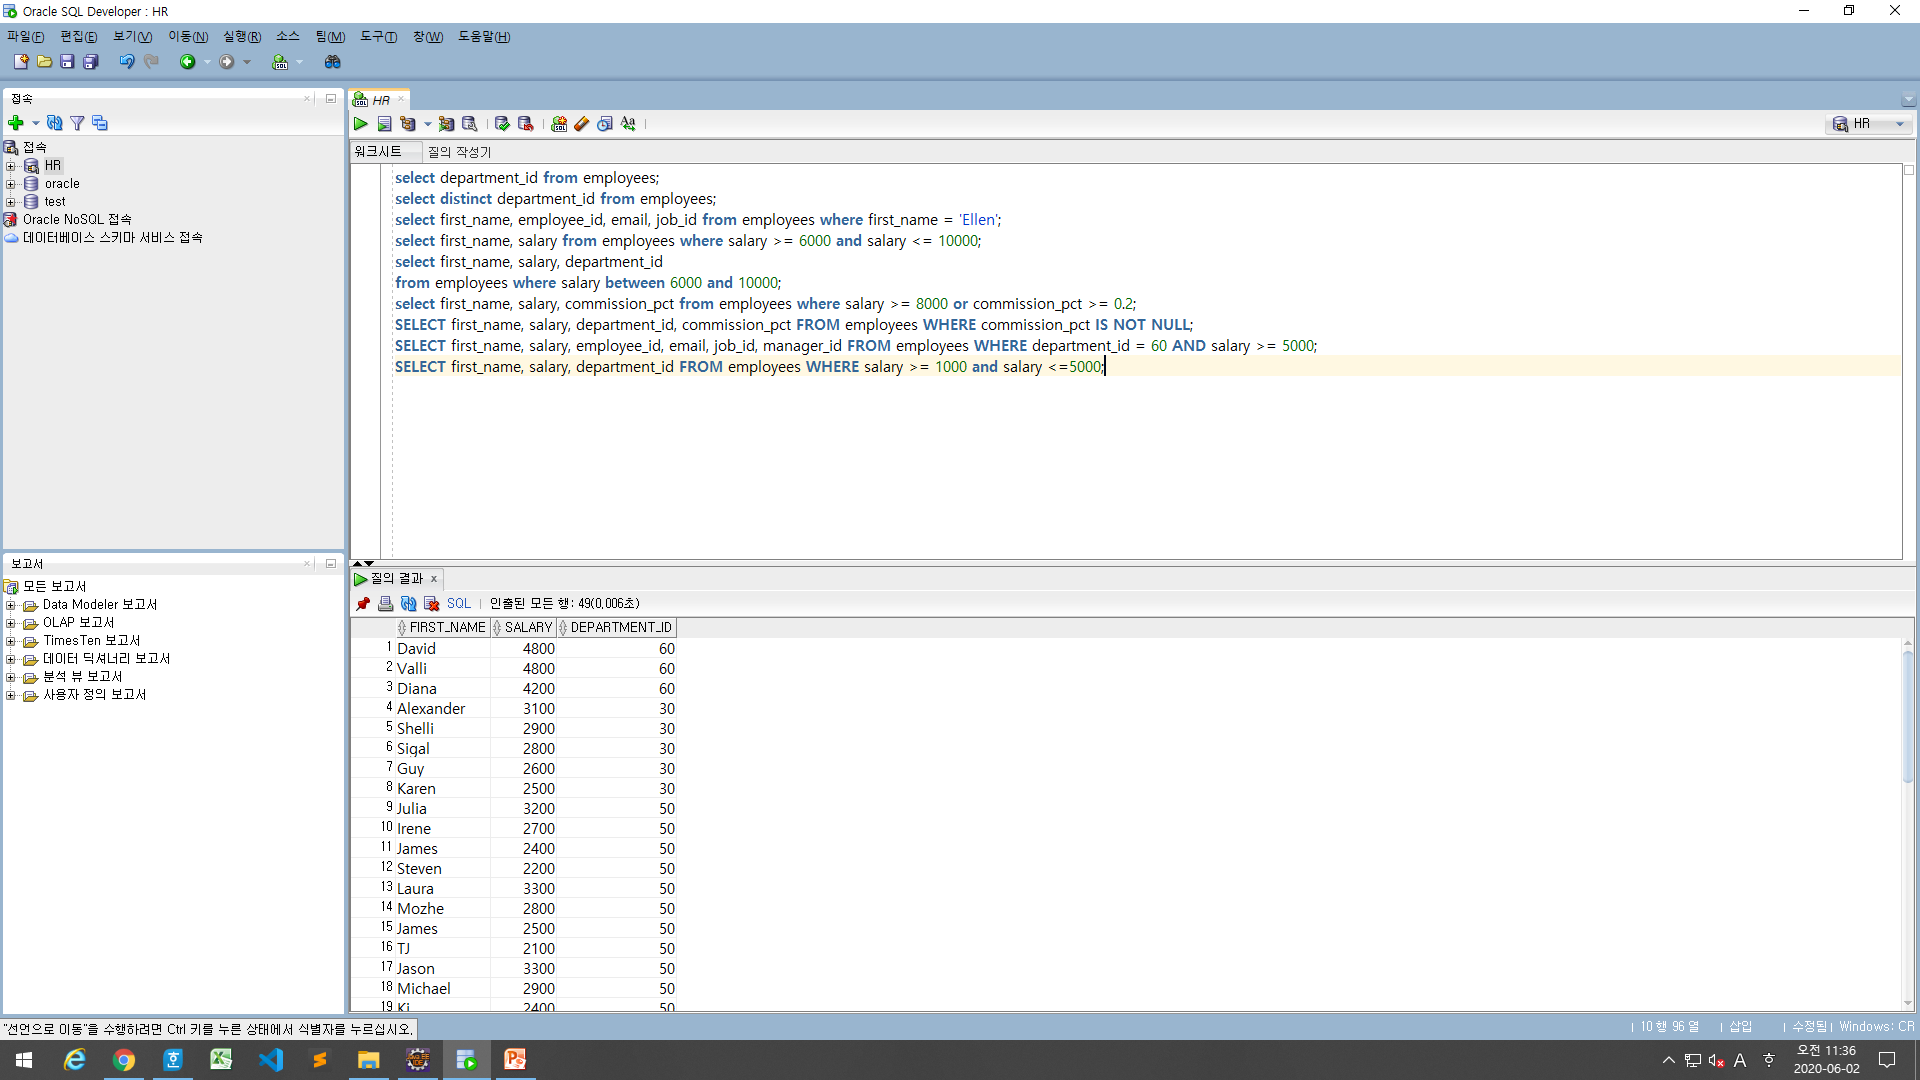 Oracle SQL Developer : HR
파일(F) 편집(E) 보기(V) 이동(N) 실행(R) 소스 팀(M) 도구(T) 창(W) 도움말(H)
접속
접속
HR
oracle
test
Oracle NoSQL 접속
데이터베이스 스키마 서비스 접속
보고서
모든 보고서
Data Modeler 보고서
OLAP 보고서
TimesTen 보고서
데이터 딕셔너리 보고서
분석 뷰 보고서
사용자 정의 보고서
HR
HR
워크시트 질의 작성기
select department_id from employees;
select distinct department_id from employees;
select first_name, employee_id, email, job_id from employees where first_name = 'Ellen';
select first_name, salary from employees where salary >= 6000 and salary <= 10000;
select first_name, salary, department_id
from employees where salary between 6000 and 10000;
select first_name, salary, commission_pct from employees where salary >= 8000 or commission_pct >= 0.2;
SELECT first_name, salary, department_id, commission_pct FROM employees WHERE commission_pct IS NOT NULL;
SELECT first_name, salary, employee_id, email, job_id, manager_id FROM employees WHERE department_id = 60 AND salary >= 5000;
SELECT first_name, salary, department_id FROM employees WHERE salary >= 1000 and salary <=5000;
질의 결과
SQL 인출된 모든 행: 49(0,006초)
FIRST_NAME SALARY DEPARTMENT_ID
1 David 4800 60
2 Valli 4800 60
3 Diana 4200 60
4 Alexander 3100 30
5 Shelli 2900 30
6 Sigal 2800 30
7 Guy 2600 30
8 Karen 2500 30
9 Julia 3200 50
10 Irene 2700 50
11 James 2400 50
12 Steven 2200 50
13 Laura 3300 50
14 Mozhe 2800 50
15 James 2500 50
16 TJ 2100 50
17 Jason 3300 50
18 Michael 2900 50
19 Ki 2400 50
"선언으로 이동"을 수행하려면 Ctrl 키를 누른 상태에서 식별자를 누르십시오.
10 행 96 열 삽입 수정됨 Windows: CR
A 호
오전 11:36
2020-06-02